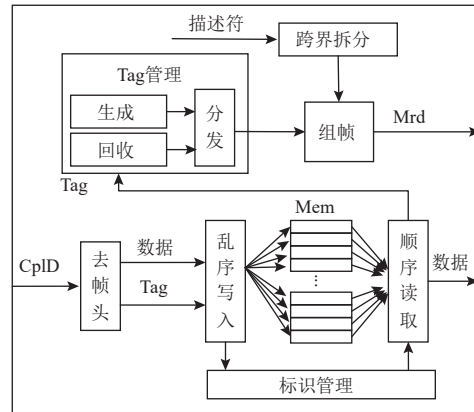 描述符
跨界拆分
Tag管理
生成
回收
分发
组帧
Mrd
Tag
CplD
去帧头
数据
Tag
乱序写入
Mem
⋮
顺序读取
数据
标识管理